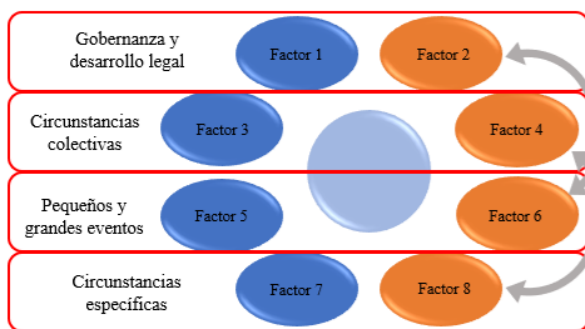 Gobernanza y
desarrollo legal
Factor 1
Factor 2
Circunstancias
colectivas
Factor 3
Factor 4
Pequeños y
grandes eventos
Factor 5
Factor 6
Circunstancias
específicas
Factor 7
Factor 8